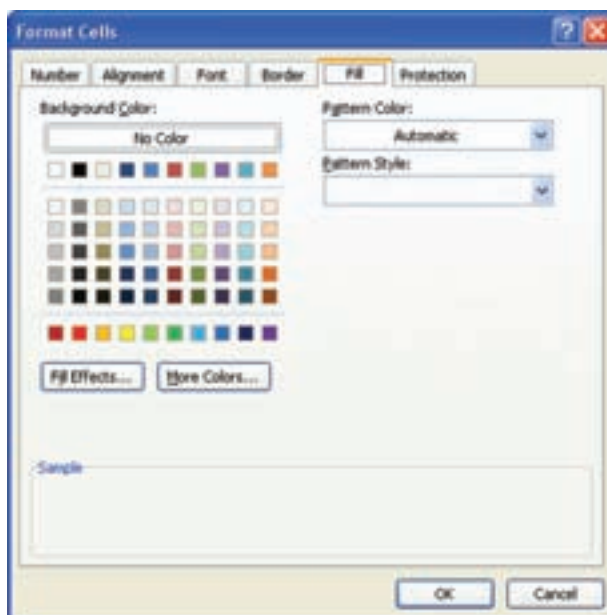 Format Cells
Number Alignment Font Border Fill Protection
Background Color:
No Color
Fill Effects...
More Colors...
Pattern Color:
Automatic
Pattern Style:
Sample
OK
Cancel